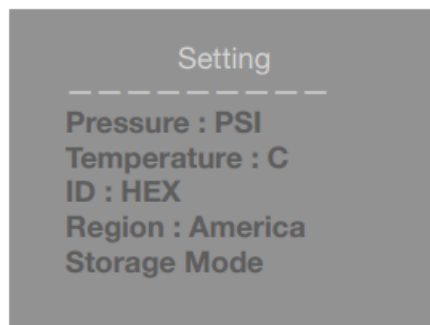 Setting
Pressure : PSI
Temperature : C
ID : HEX
Region : America
Storage Mode